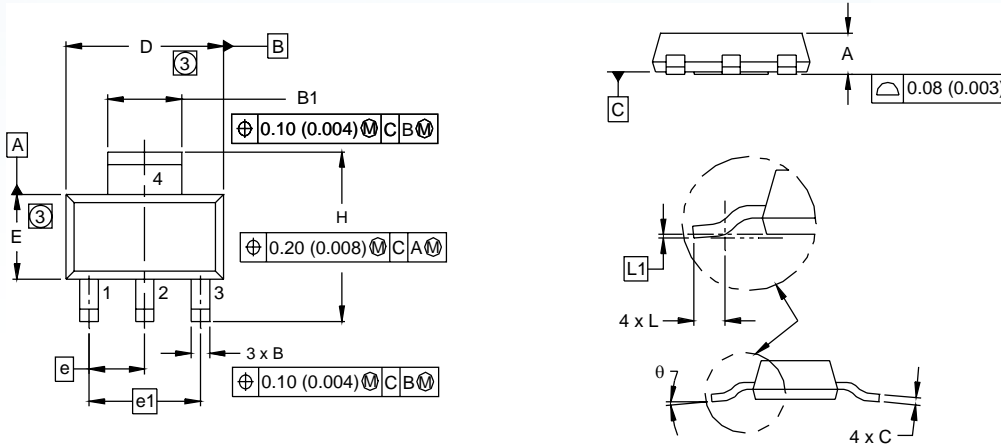 D
B
3
B1
⌖ 0.10 (0.004) Ⓜ C B Ⓜ
A
4
3
E
H
⌖ 0.20 (0.008) Ⓜ C A Ⓜ
1 2 3
3 x B
e
⌖ 0.10 (0.004) Ⓜ C B Ⓜ
e1
A
C
⌓ 0.08 (0.003)
L1
4 x L
θ
4 x C